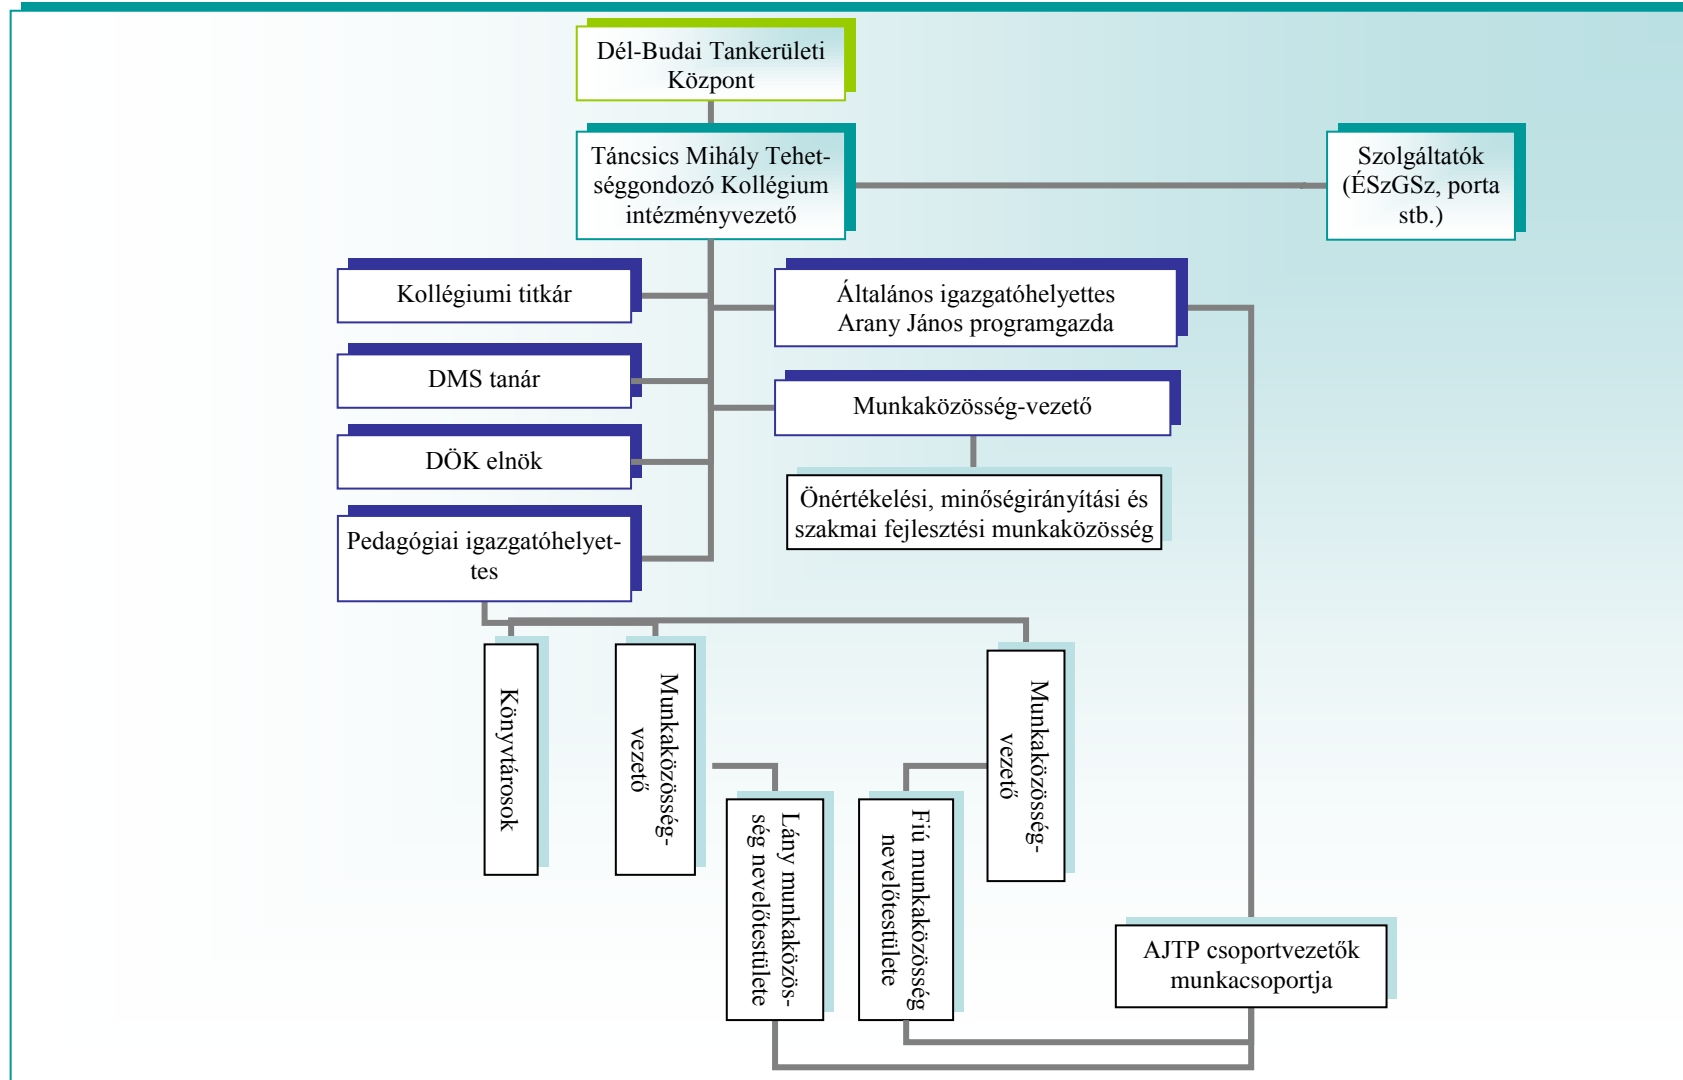 Dél-Budai Tankerületi
Központ
Táncsics Mihály Tehet-
séggondozó Kollégium
intézményvezető
Szolgáltatók
(ÉSzGSz, porta
stb.)
Kollégiumi titkár
Általános igazgatóhelyettes
Arany János programgazda
DMS tanár
Munkaközösség-vezető
DÖK elnök
Önértékelési, minőségirányítási és
szakmai fejlesztési munkaközösség
Pedagógiai igazgatóhelyet-
tes
Könyvtárosok
Munkaközösség-
vezető
Lány munkaközös-
ség nevelőtestülete
Fiú munkaközösség
nevelőtestülete
Munkaközösség-
vezető
AJTP csoportvezetők
munkacsoportja